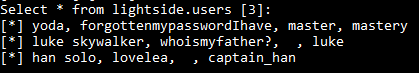 Select * from lightside.users [3]:
[*] yoda, forgottenmypasswordIhave, master, mastery
[*] luke skywalker, whoismyfather?,  , luke
[*] han solo, lovelea,  , captain_han